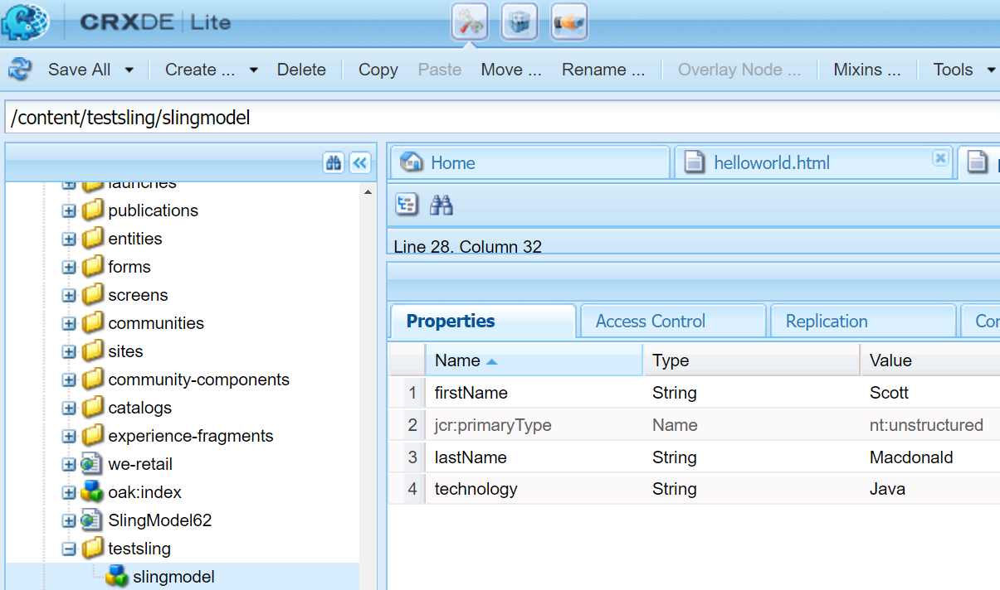 CRXDE Lite
Save All Create ... Delete Copy Paste Move ... Rename ... Overlay Node ... Mixins ... Tools
/content/testsling/slingmodel
Home helloworld.html
launches
publications
entities
forms
screens
communities
sites
community-components
catalogs
experience-fragments
we-retail
oak:index
SlingModel62
testsling
slingmodel
Line 28. Column 32
Properties Access Control Replication
Name Type Value
1 firstName String Scott
2 jcr:primaryType Name nt:unstructured
3 lastName String Macdonald
4 technology String Java